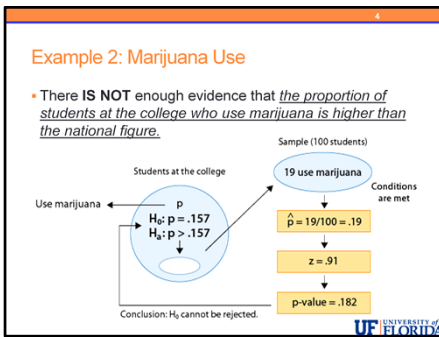 4
Example 2: Marijuana Use
▪ There IS NOT enough evidence that the proportion of
students at the college who use marijuana is higher than
the national figure.
Sample (100 students)
Students at the college
19 use marijuana
Conditions
are met
Use marijuana
p
H₀: p = .157
Hₐ: p > .157
p̂ = 19/100 = .19
z = .91
p-value = .182
Conclusion: H₀ cannot be rejected.
UF UNIVERSITY of
FLORIDA